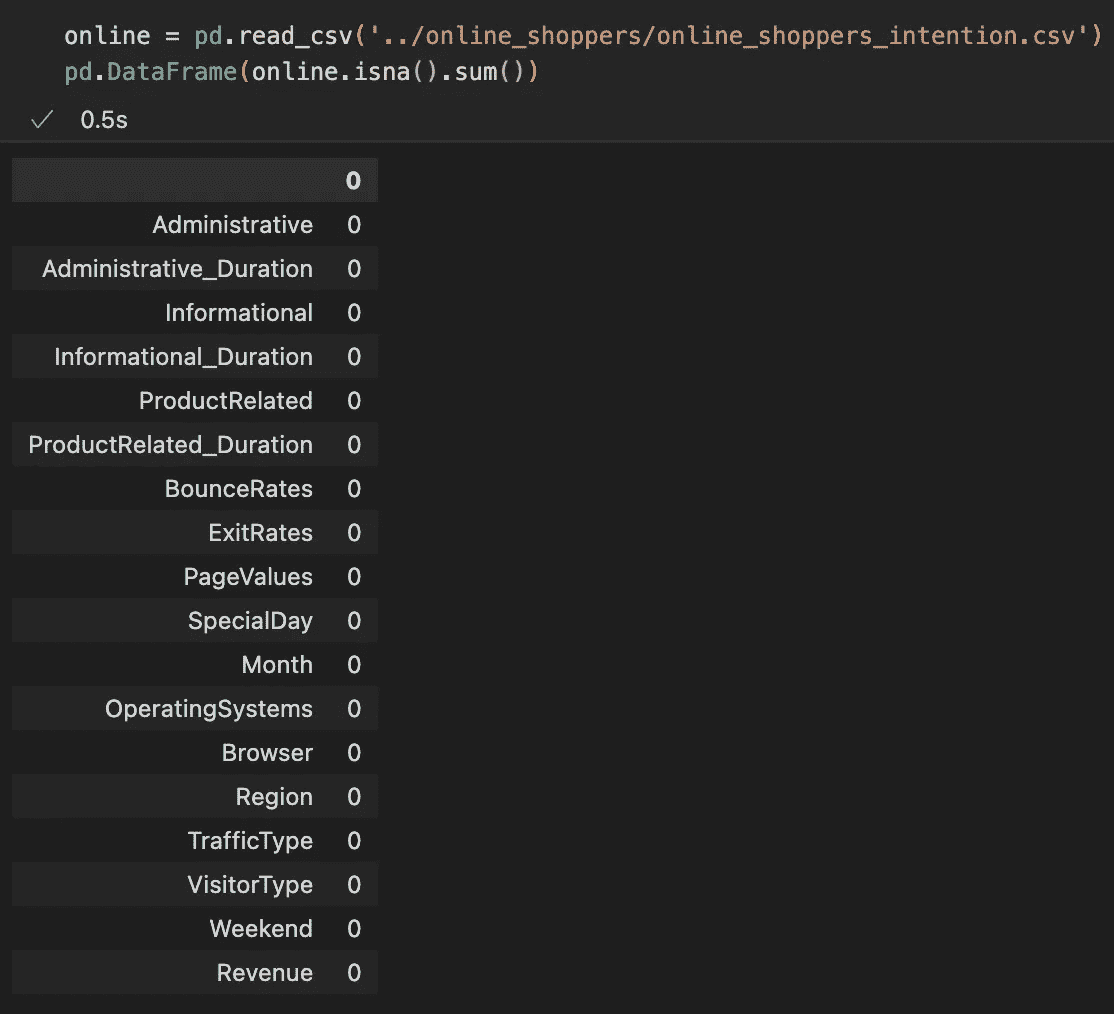 online = pd.read_csv('../online_shoppers/online_shoppers_intention.csv')
pd.DataFrame(online.isna().sum())
✓ 0.5s
0
Administrative 0
Administrative_Duration 0
Informational 0
Informational_Duration 0
ProductRelated 0
ProductRelated_Duration 0
BounceRates 0
ExitRates 0
PageValues 0
SpecialDay 0
Month 0
OperatingSystems 0
Browser 0
Region 0
TrafficType 0
VisitorType 0
Weekend 0
Revenue 0